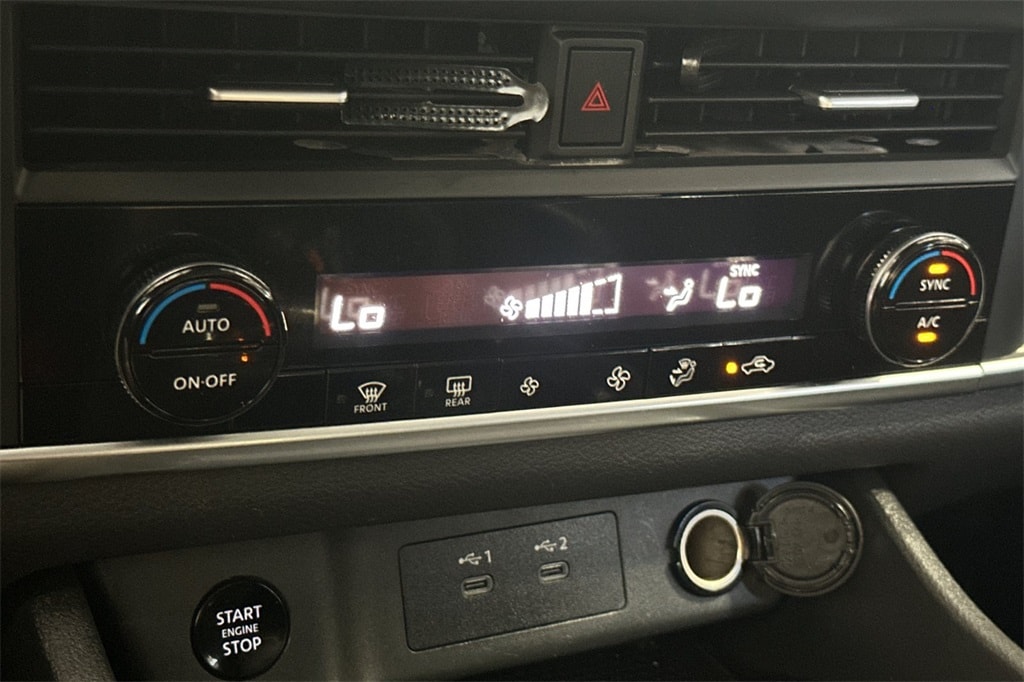 SYNC
Lo
Lo
AUTO
ON·OFF
SYNC
A/C
FRONT
REAR
1
2
START
ENGINE
STOP